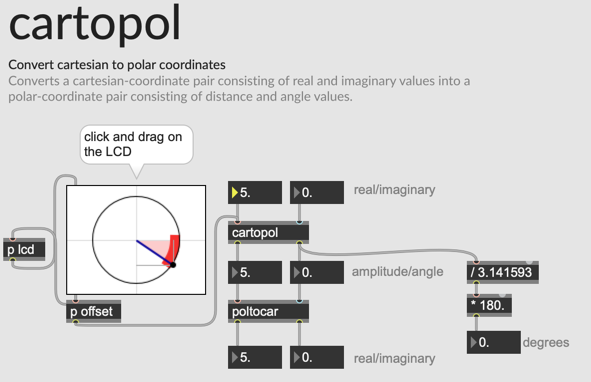 cartopol
Convert cartesian to polar coordinates
Converts a cartesian-coordinate pair consisting of real and imaginary values into a
polar-coordinate pair consisting of distance and angle values.
click and drag on
the LCD
5. 0. real/imaginary
p lcd
cartopol
5. 0. amplitude/angle
/ 3.141593
* 180.
p offset
poltocar
0. degrees
5. 0. real/imaginary